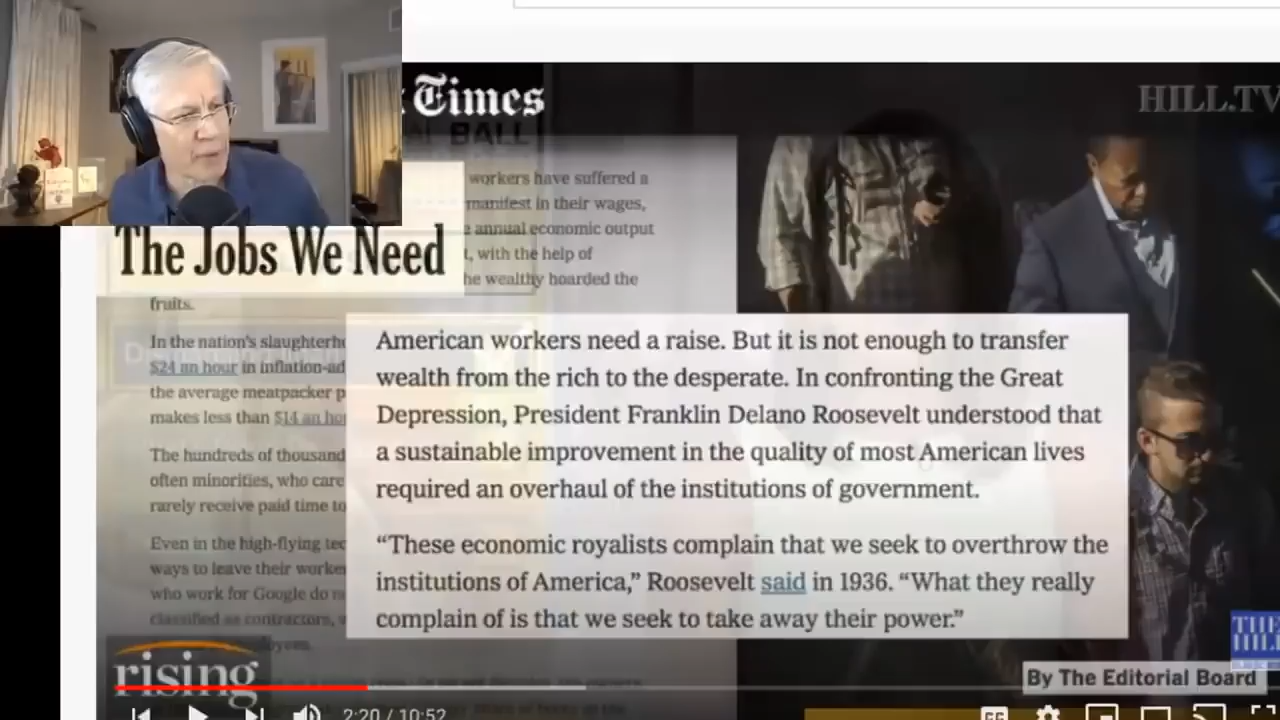 Times
HILL.TV
BALL
workers have suffered a
manifest in their wages,
annual economic output
, with the help of
he wealthy hoarded the
fruits.
The Jobs We Need
In the nation's slaughterh
$24 an hour in inflation-ad
the average meatpacker p
makes less than $14 an ho
The hundreds of thousand
often minorities, who care
rarely receive paid time to
Even in the high-flying tec
ways to leave their worke
who work for Google do n
classified as contractors,
American workers need a raise. But it is not enough to transfer
wealth from the rich to the desperate. In confronting the Great
Depression, President Franklin Delano Roosevelt understood that
a sustainable improvement in the quality of most American lives
required an overhaul of the institutions of government.
“These economic royalists complain that we seek to overthrow the
institutions of America,” Roosevelt said in 1936. “What they really
complain of is that we seek to take away their power.”
rising
THE
HILL
By The Editorial Board
2:20 / 10:52
CC